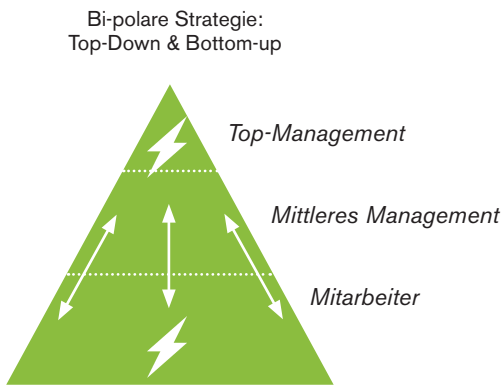 Bi-polare Strategie:
Top-Down & Bottom-up
Top-Management
Mittleres Management
Mitarbeiter